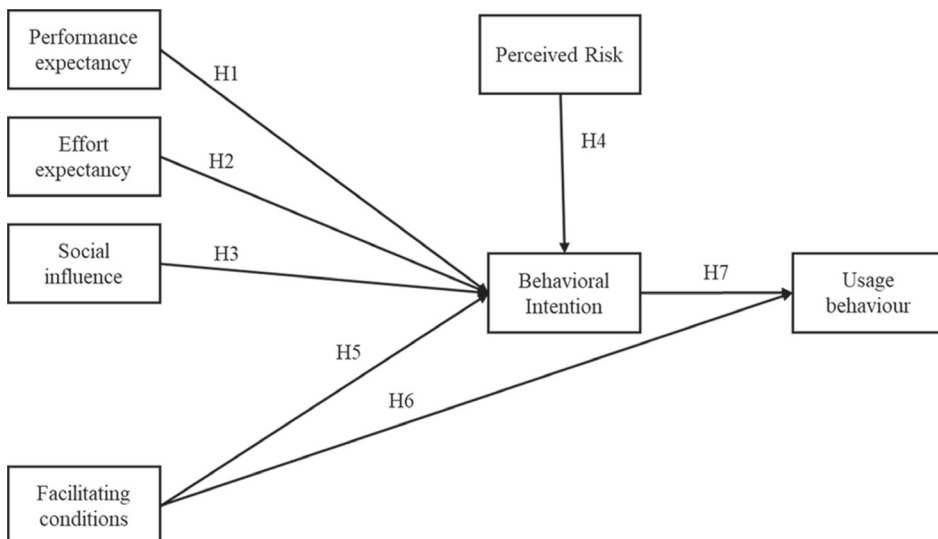 Performance
expectancy
H1
Perceived Risk
Effort
expectancy
H2
H4
Social
influence
H3
Behavioral
Intention
H7
Usage
behaviour
H5
H6
Facilitating
conditions